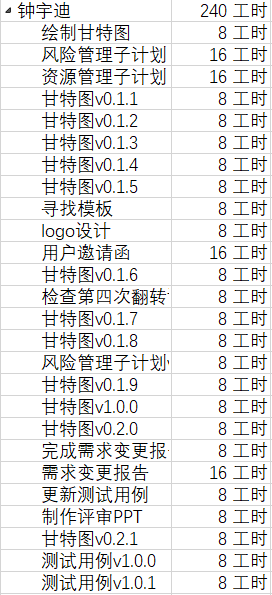 钟宇迪 240 工时
绘制甘特图 8 工时
风险管理子计划 16 工时
资源管理子计划 16 工时
甘特图v0.1.1 8 工时
甘特图v0.1.2 8 工时
甘特图v0.1.3 8 工时
甘特图v0.1.4 8 工时
甘特图v0.1.5 8 工时
寻找模板 8 工时
logo设计 8 工时
用户邀请函 16 工时
甘特图v0.1.6 8 工时
检查第四次翻转 8 工时
甘特图v0.1.7 8 工时
甘特图v0.1.8 8 工时
风险管理子计划 8 工时
甘特图v0.1.9 8 工时
甘特图v1.0.0 8 工时
甘特图v0.2.0 8 工时
完成需求变更报 8 工时
需求变更报告 16 工时
更新测试用例 8 工时
制作评审PPT 8 工时
甘特图v0.2.1 8 工时
测试用例v1.0.0 8 工时
测试用例v1.0.1 8 工时